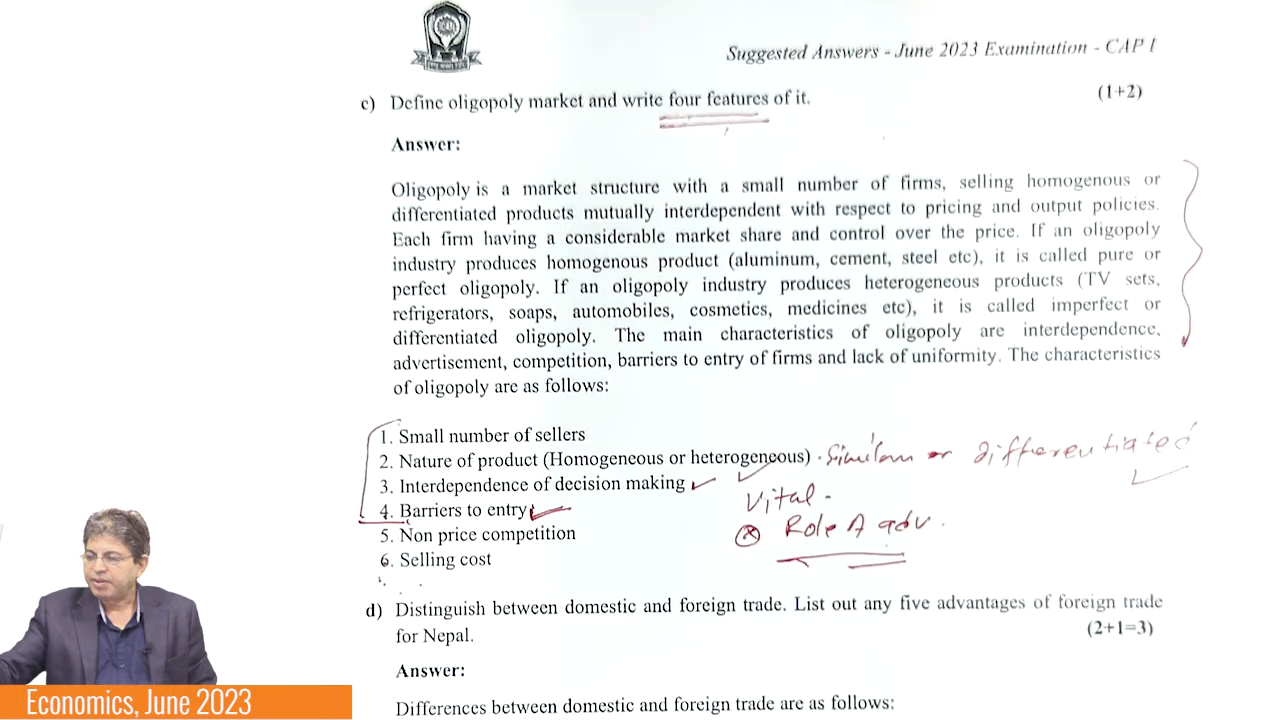 Suggested Answers - June 2023 Examination - CAP I
c) Define oligopoly market and write four features of it. (1+2)
Answer:
Oligopoly is a market structure with a small number of firms, selling homogenous or
differentiated products mutually interdependent with respect to pricing and output policies.
Each firm having a considerable market share and control over the price. If an oligopoly
industry produces homogenous product (aluminum, cement, steel etc), it is called pure or
perfect oligopoly. If an oligopoly industry produces heterogeneous products (TV sets,
refrigerators, soaps, automobiles, cosmetics, medicines etc), it is called imperfect or
differentiated oligopoly. The main characteristics of oligopoly are interdependence,
advertisement, competition, barriers to entry of firms and lack of uniformity. The characteristics
of oligopoly are as follows:
1. Small number of sellers
2. Nature of product (Homogeneous or heterogeneous) . Similar or differentiated
3. Interdependence of decision making
Vital.
4. Barriers to entry
Role A adv.
5. Non price competition
6. Selling cost
d) Distinguish between domestic and foreign trade. List out any five advantages of foreign trade
for Nepal. (2+1=3)
Answer:
Differences between domestic and foreign trade are as follows:
Economics, June 2023